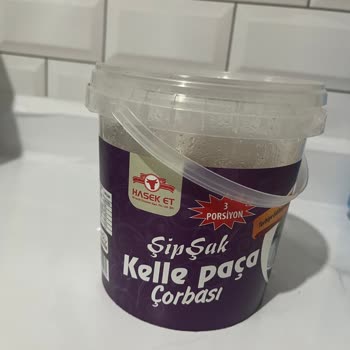 HASEK ET
3
PORSİYON
ŞipŞak
Kelle paça
Çorbası